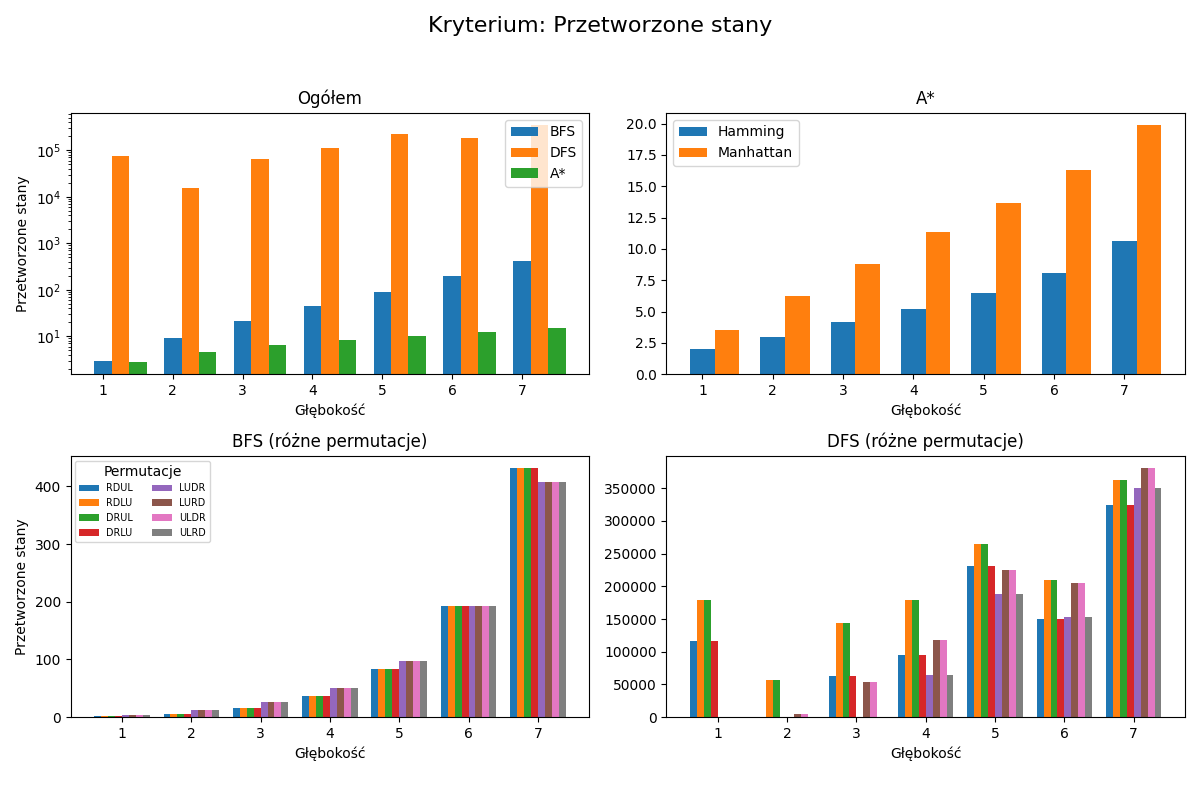 Kryterium: Przetworzone stany
Ogółem
Przetworzone stany
10^5
10^4
10^3
10^2
10^1
BFS
DFS
A*
1 2 3 4 5 6 7
Głębokość
A*
20.0
17.5
15.0
12.5
10.0
7.5
5.0
2.5
0.0
Hamming
Manhattan
1 2 3 4 5 6 7
Głębokość
BFS (różne permutacje)
Przetworzone stany
400
300
200
100
0
Permutacje
RDUL LUDR
RDLU LURD
DRUL ULDR
DRLU ULRD
1 2 3 4 5 6 7
Głębokość
DFS (różne permutacje)
350000
300000
250000
200000
150000
100000
50000
0
1 2 3 4 5 6 7
Głębokość